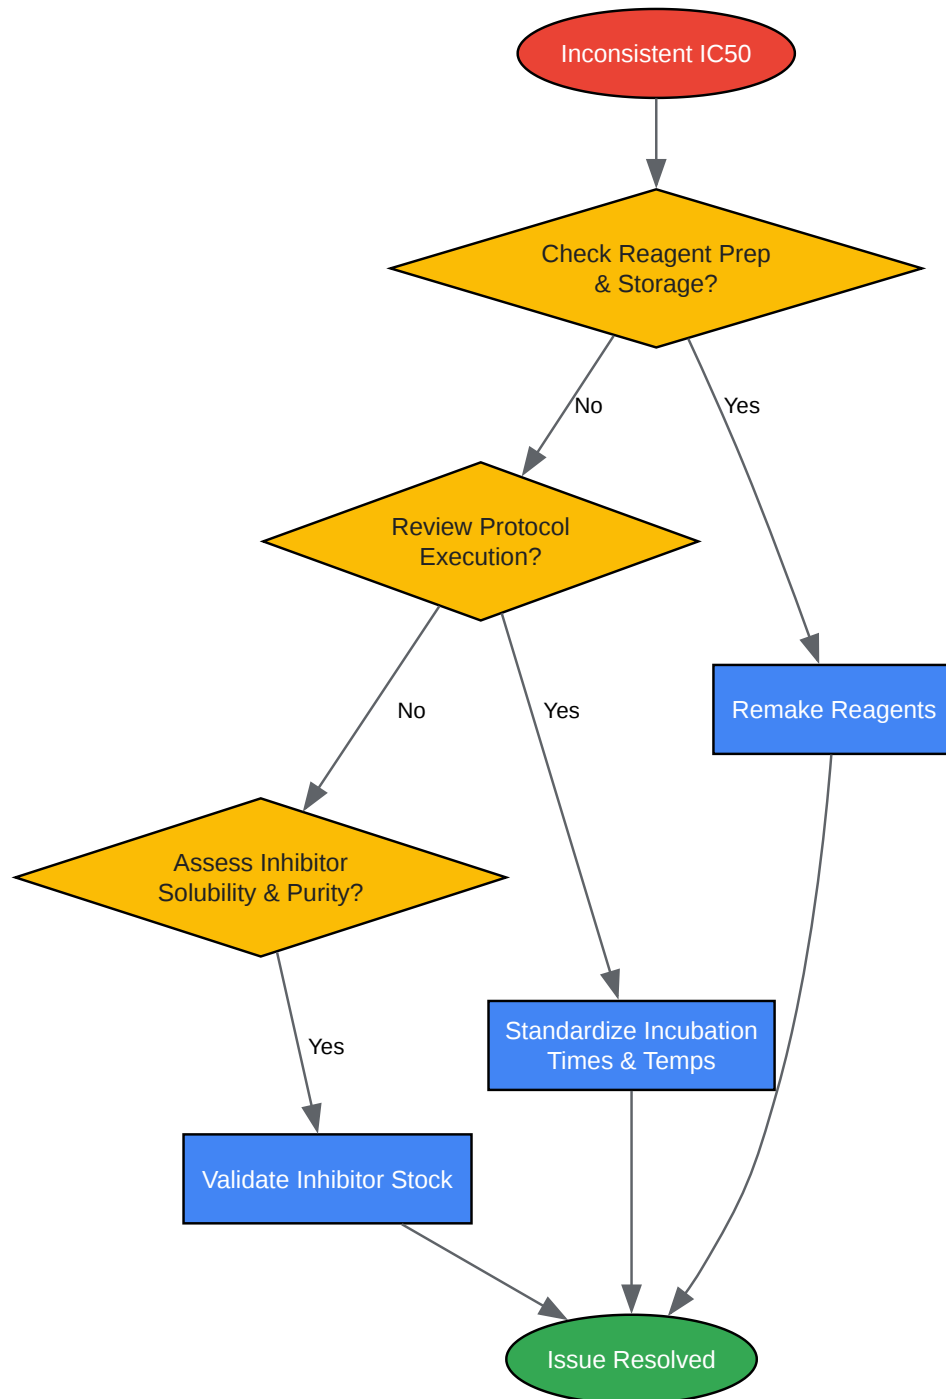 Inconsistent IC50
Check Reagent Prep
& Storage?
No
Yes
Review Protocol
Execution?
Remake Reagents
No
Yes
Assess Inhibitor
Solubility & Purity?
Standardize Incubation
Times & Temps
Yes
Validate Inhibitor Stock
Issue Resolved